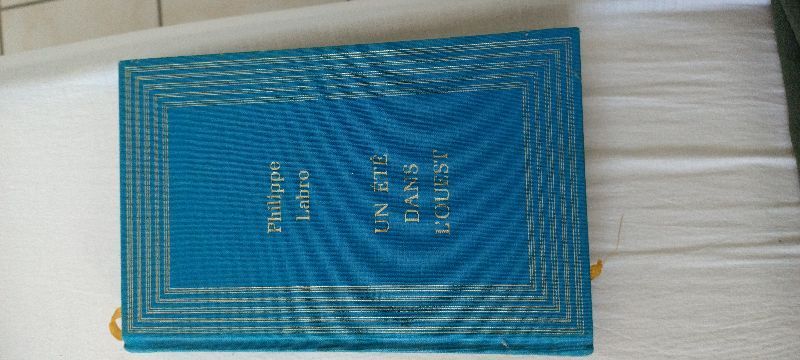 Philippe
Labro
UN ÉTÉ
DANS
L'OUEST